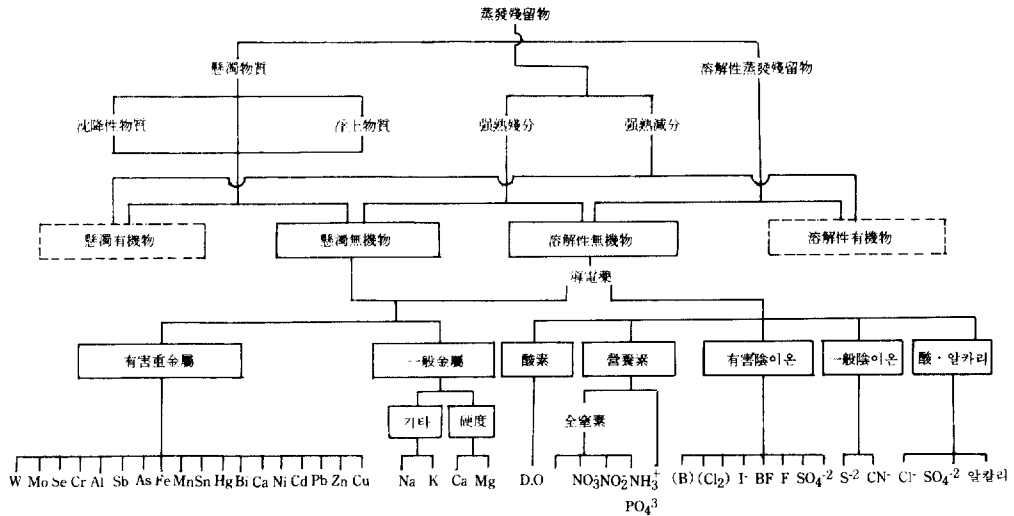 蒸發殘留物
懸濁物質 溶解性蒸發殘留物
沈降性物質 浮上物質 强熱殘分 强熱減分
懸濁有機物 懸濁無機物 溶解性無機物 溶解性有機物
導電率
有害重金屬 一般金屬 酸素 營養素 有害陰이온 一般陰이온 酸·알카리
기타 硬度 全窒素
W Mo Se Cr Al Sb As Fe Mn Sn Hg Bi Ca Ni Cd Pb Zn Cu Na K Ca Mg D.O NO₃⁻ NO₂⁻ NH₃⁺ (B) (Cl₂) I⁻ BF F SO₄⁻² S⁻² CN⁻ Cl⁻ SO₄⁻² 알칼리
PO₄³